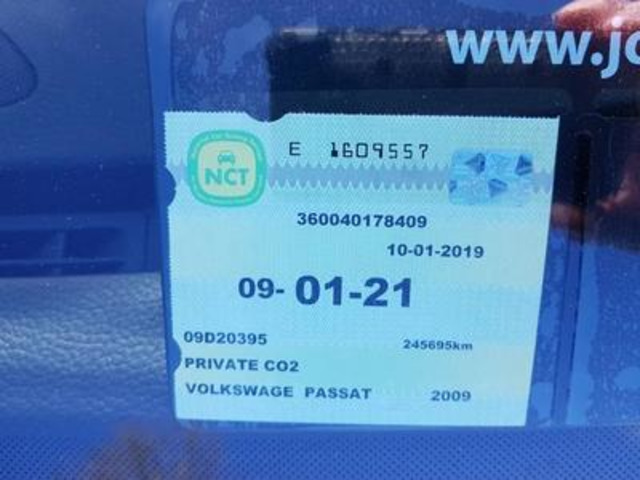 www.jo
E 1609557
NCT
360040178409
10-01-2019
09- 01-21
09D20395 245695km
PRIVATE CO2
VOLKSWAGE PASSAT 2009